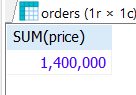 orders (1r × 1c)
SUM(price)
1,400,000